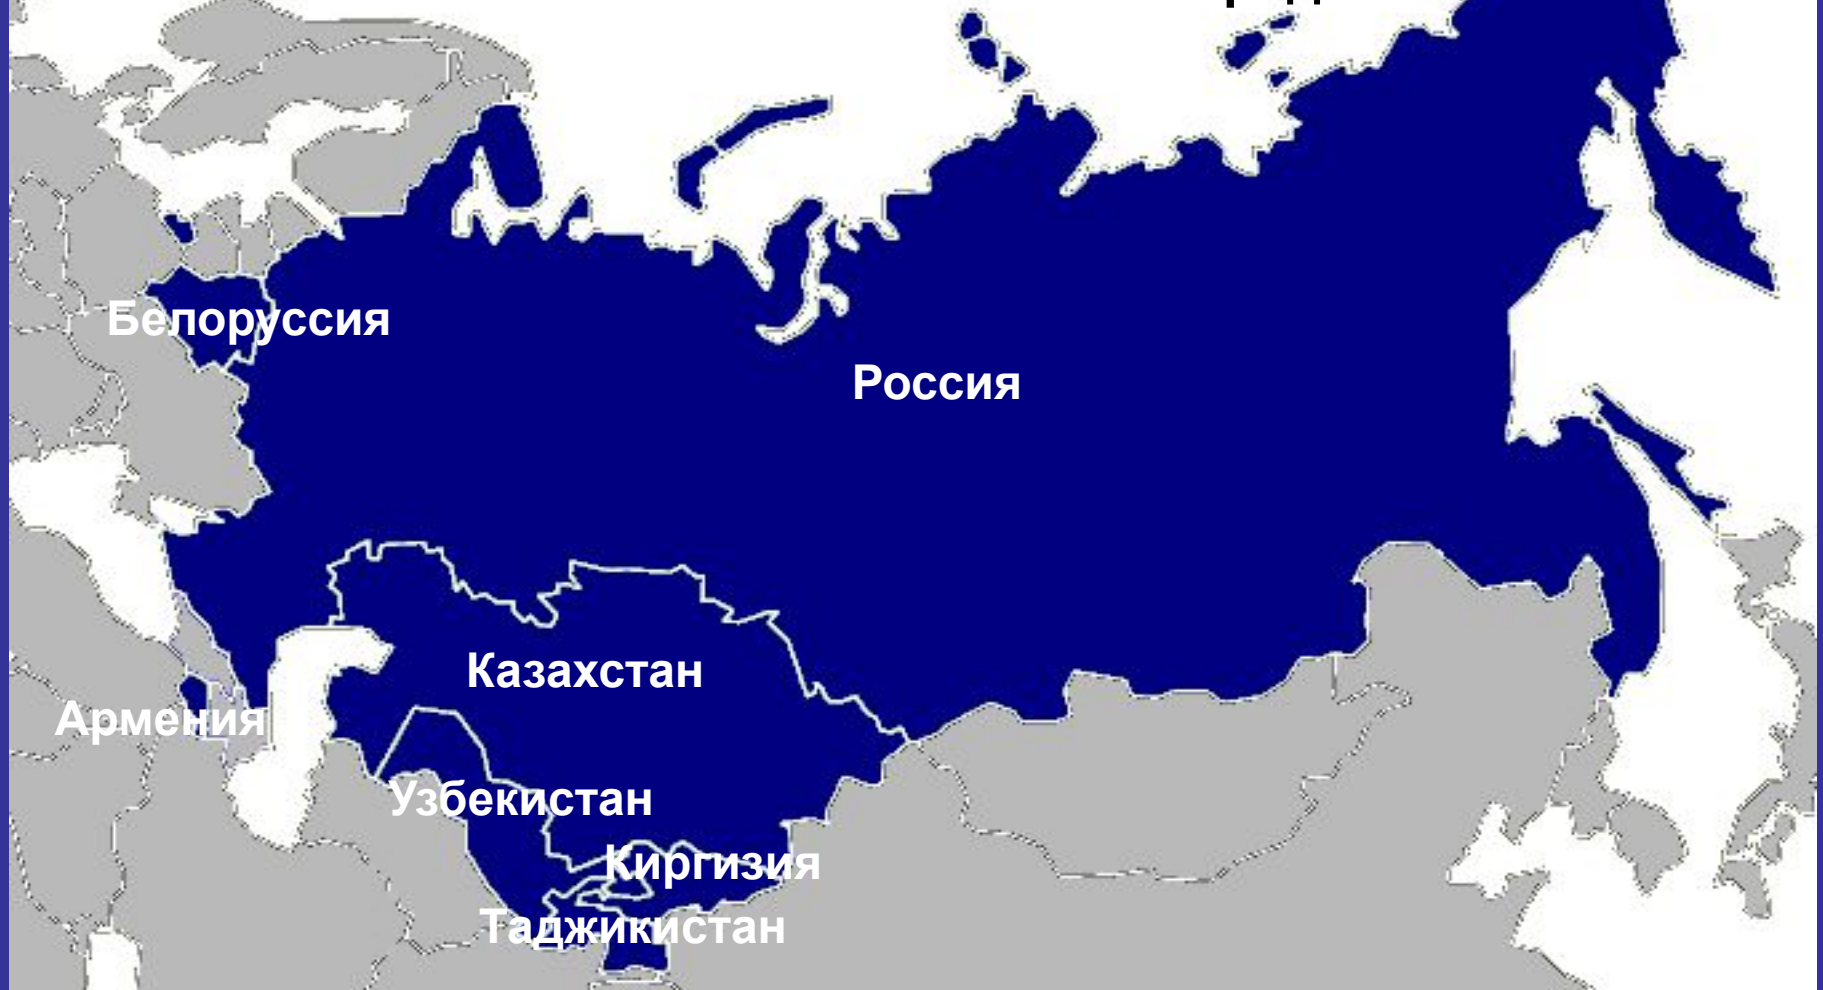 Белоруссия
Россия
Казахстан
Армения
Узбекистан
Киргизия
Таджикистан